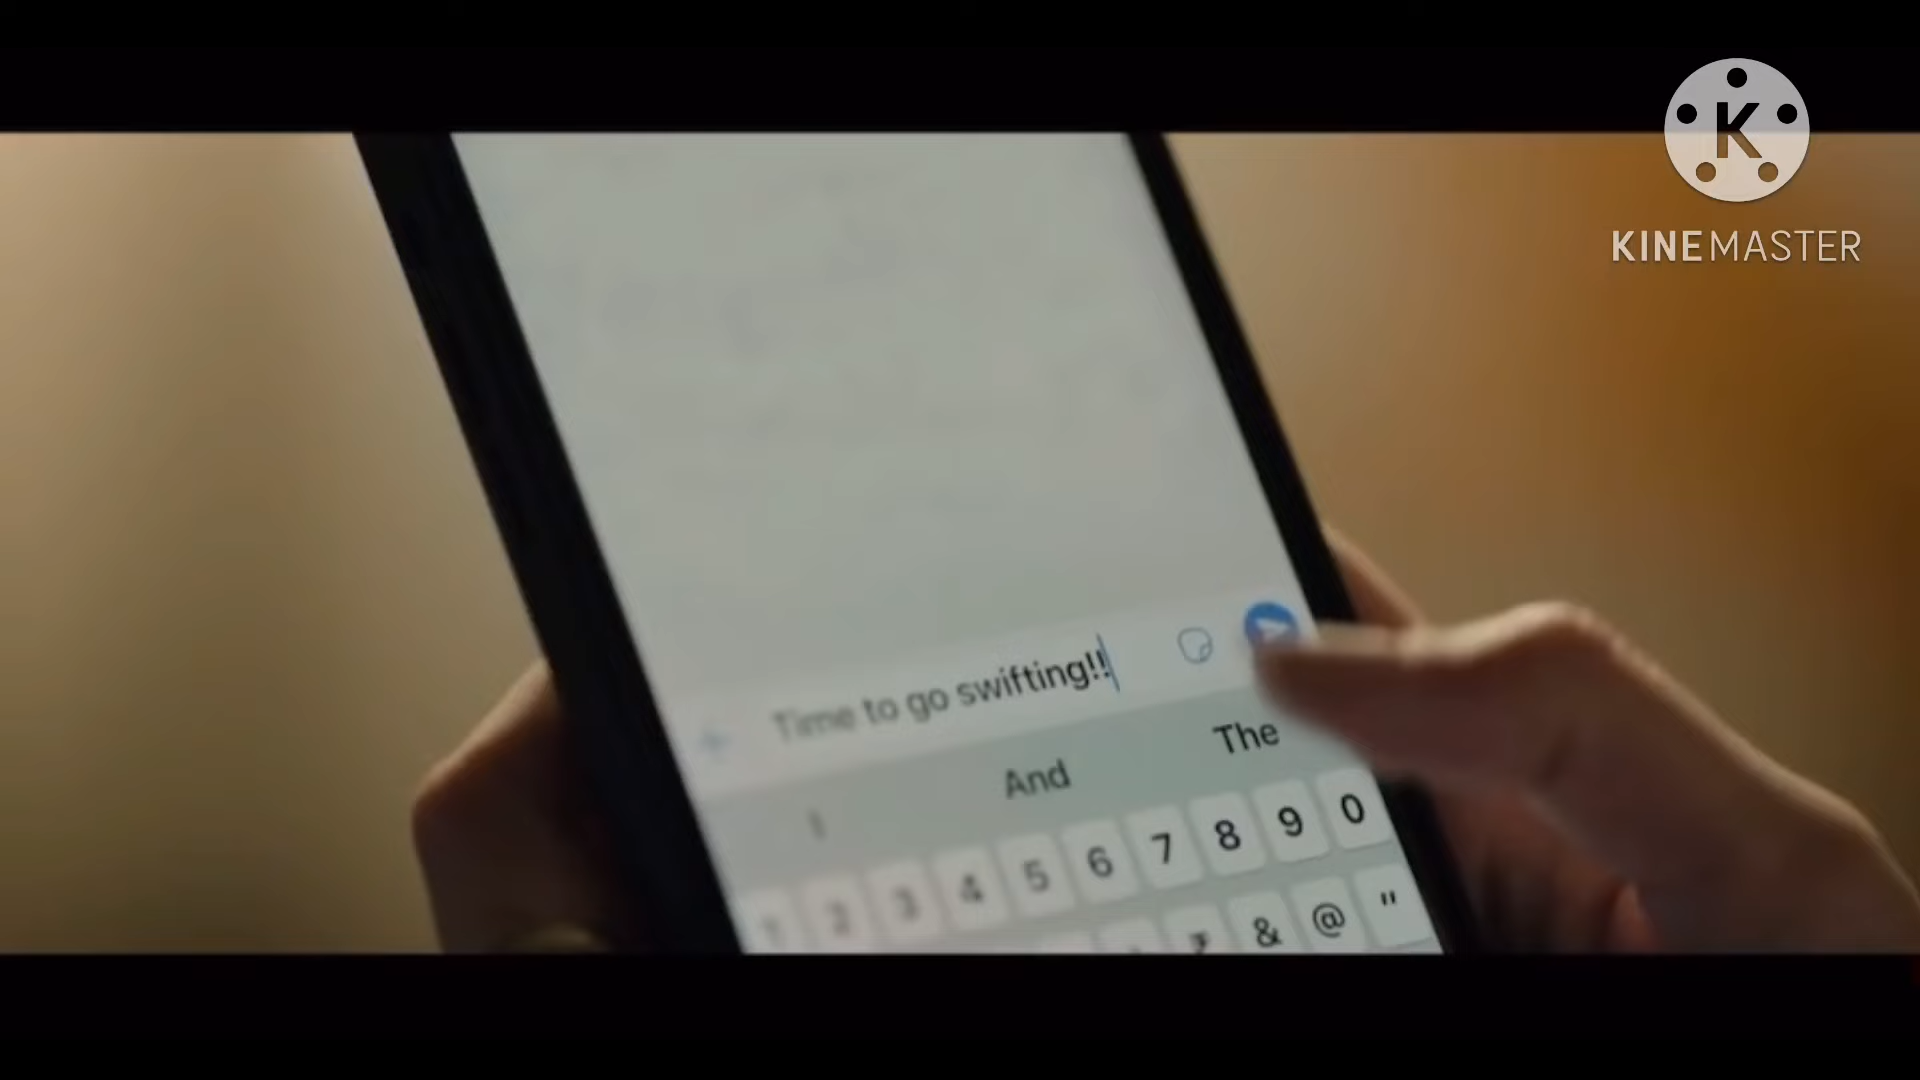 K
KINEMASTER
Time to go swifting!!
I And The
1 2 3 4 5 6 7 8 9 0
₹ & @ "